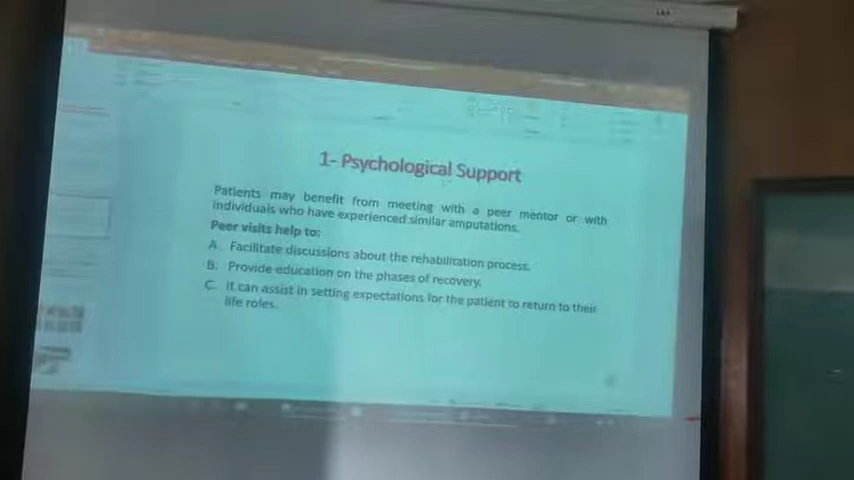 1- Psychological Support
Patients may benefit from meeting with a peer mentor or with
individuals who have experienced similar amputations.
Peer visits help to:
A. Facilitate discussions about the rehabilitation process.
B. Provide education on the phases of recovery.
C. It can assist in setting expectations for the patient to return to their
life roles.